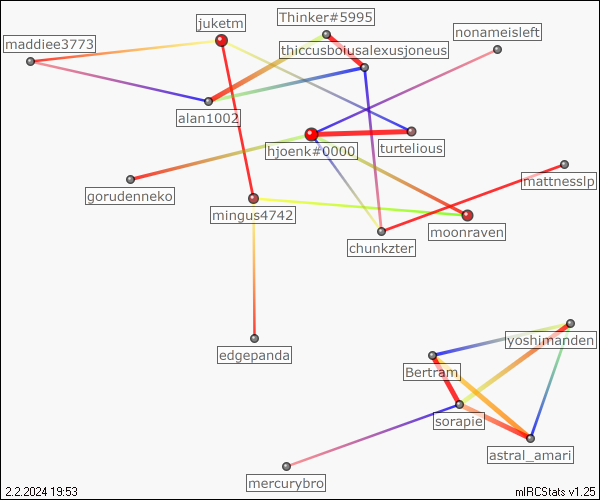 Thinker#5995
juketm
nonameisleft
maddiee3773
thiccusboiusalexusjoneus
alan1002
turtelious
hjoenk#0000
mattnesslp
gorudenneko
mingus4742
moonraven
chunkzter
yoshimanden
edgepanda
Bertram
sorapie
astral_amari
mercurybro
2.2.2024 19:53
mIRCStats v1.25